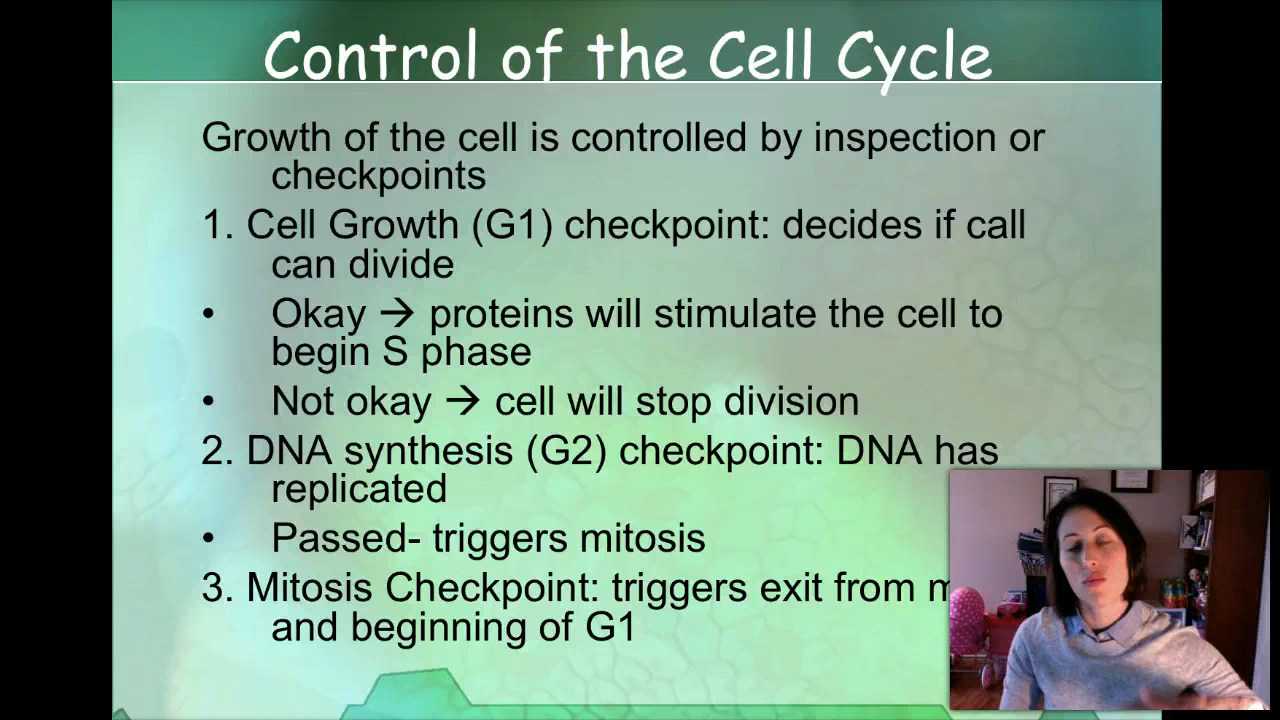 Control of the Cell Cycle
Growth of the cell is controlled by inspection or
checkpoints
1. Cell Growth (G1) checkpoint: decides if call
can divide
• Okay → proteins will stimulate the cell to
begin S phase
• Not okay → cell will stop division
2. DNA synthesis (G2) checkpoint: DNA has
replicated
• Passed- triggers mitosis
3. Mitosis Checkpoint: triggers exit from
and beginning of G1